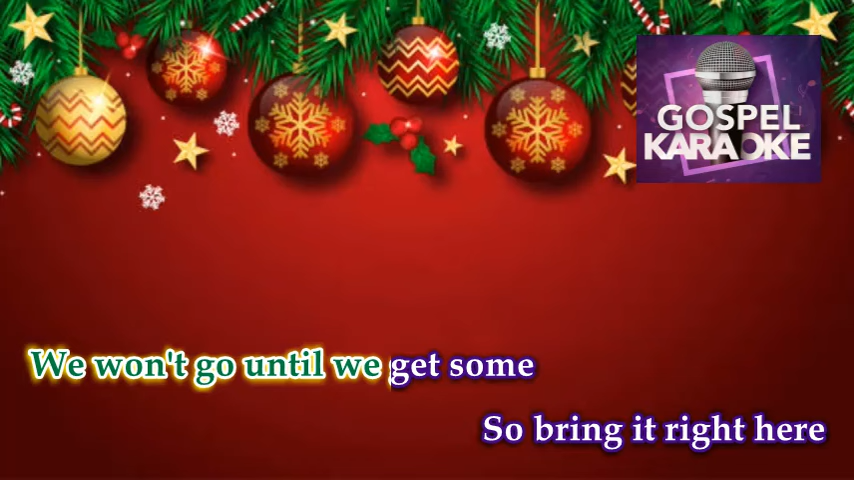 GOSPEL
KARAOKE
We won't go until we get some
So bring it right here